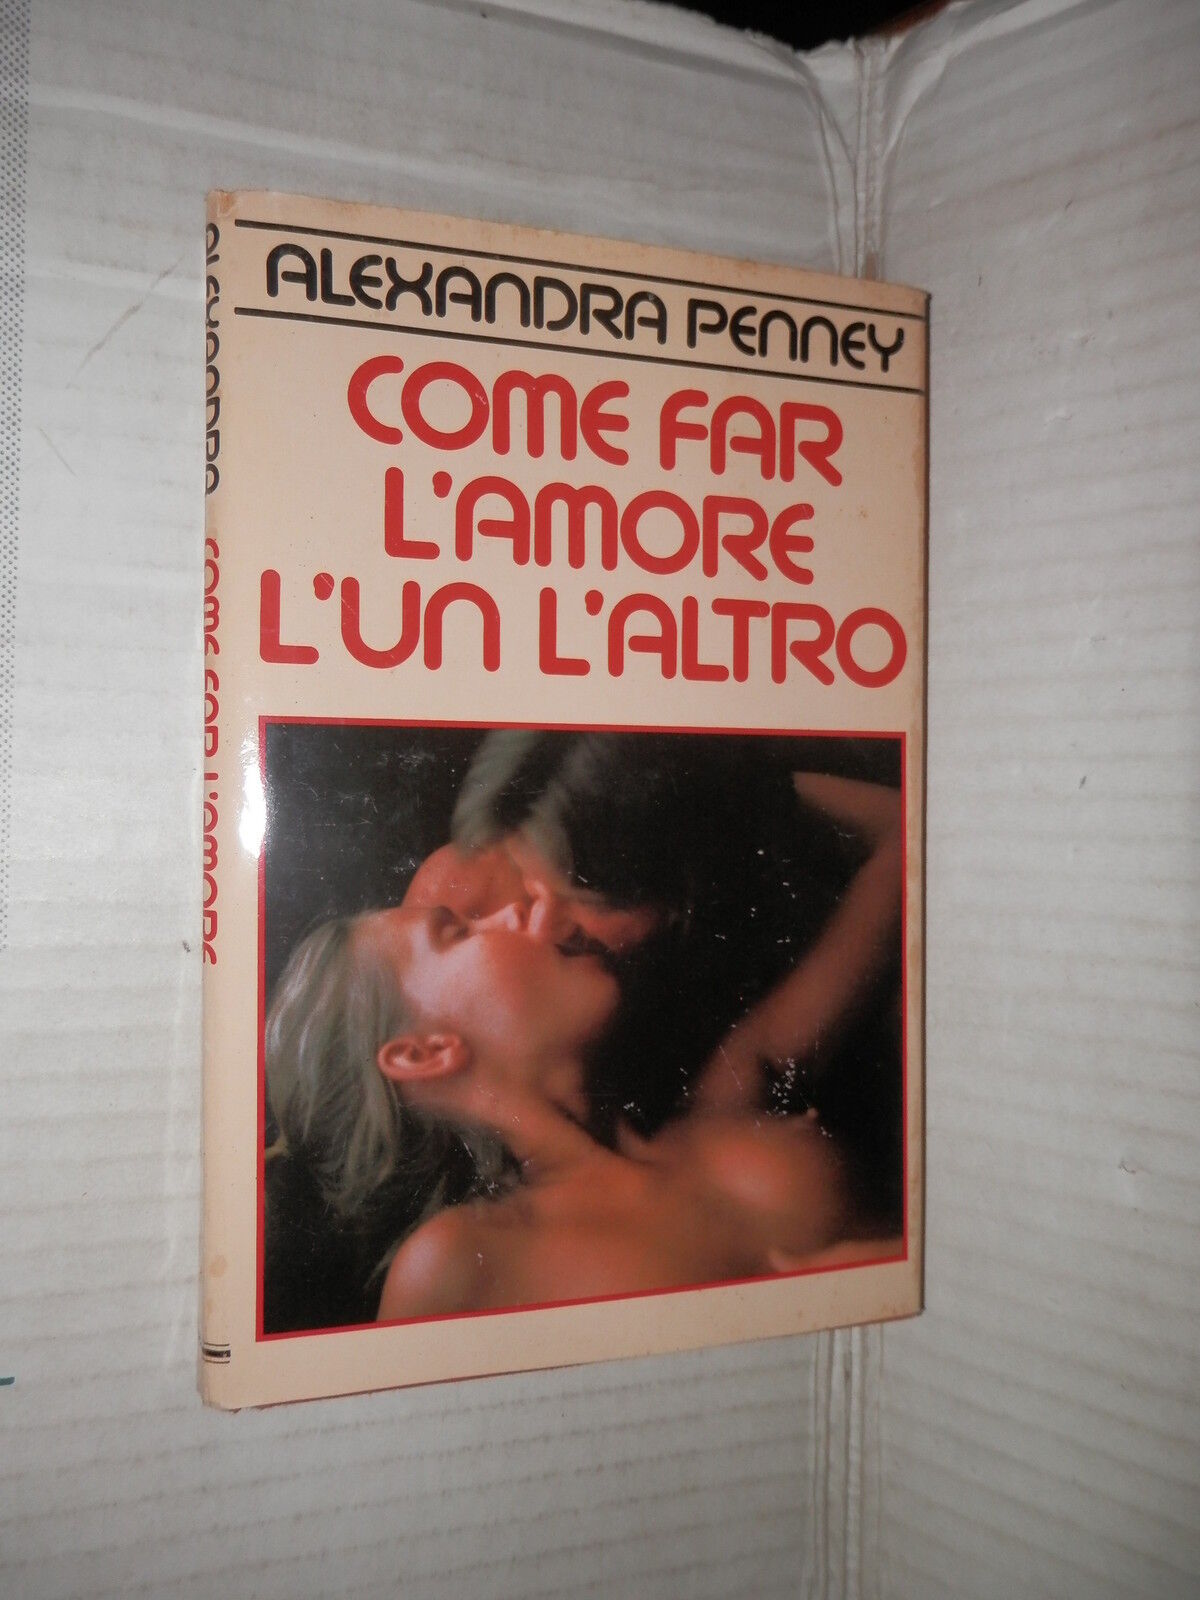 ALEXANDRA PENNEY
COME FAR
L'AMORE
L'UN L'ALTRO
ALEXANDRA COME FAR L'AMORE